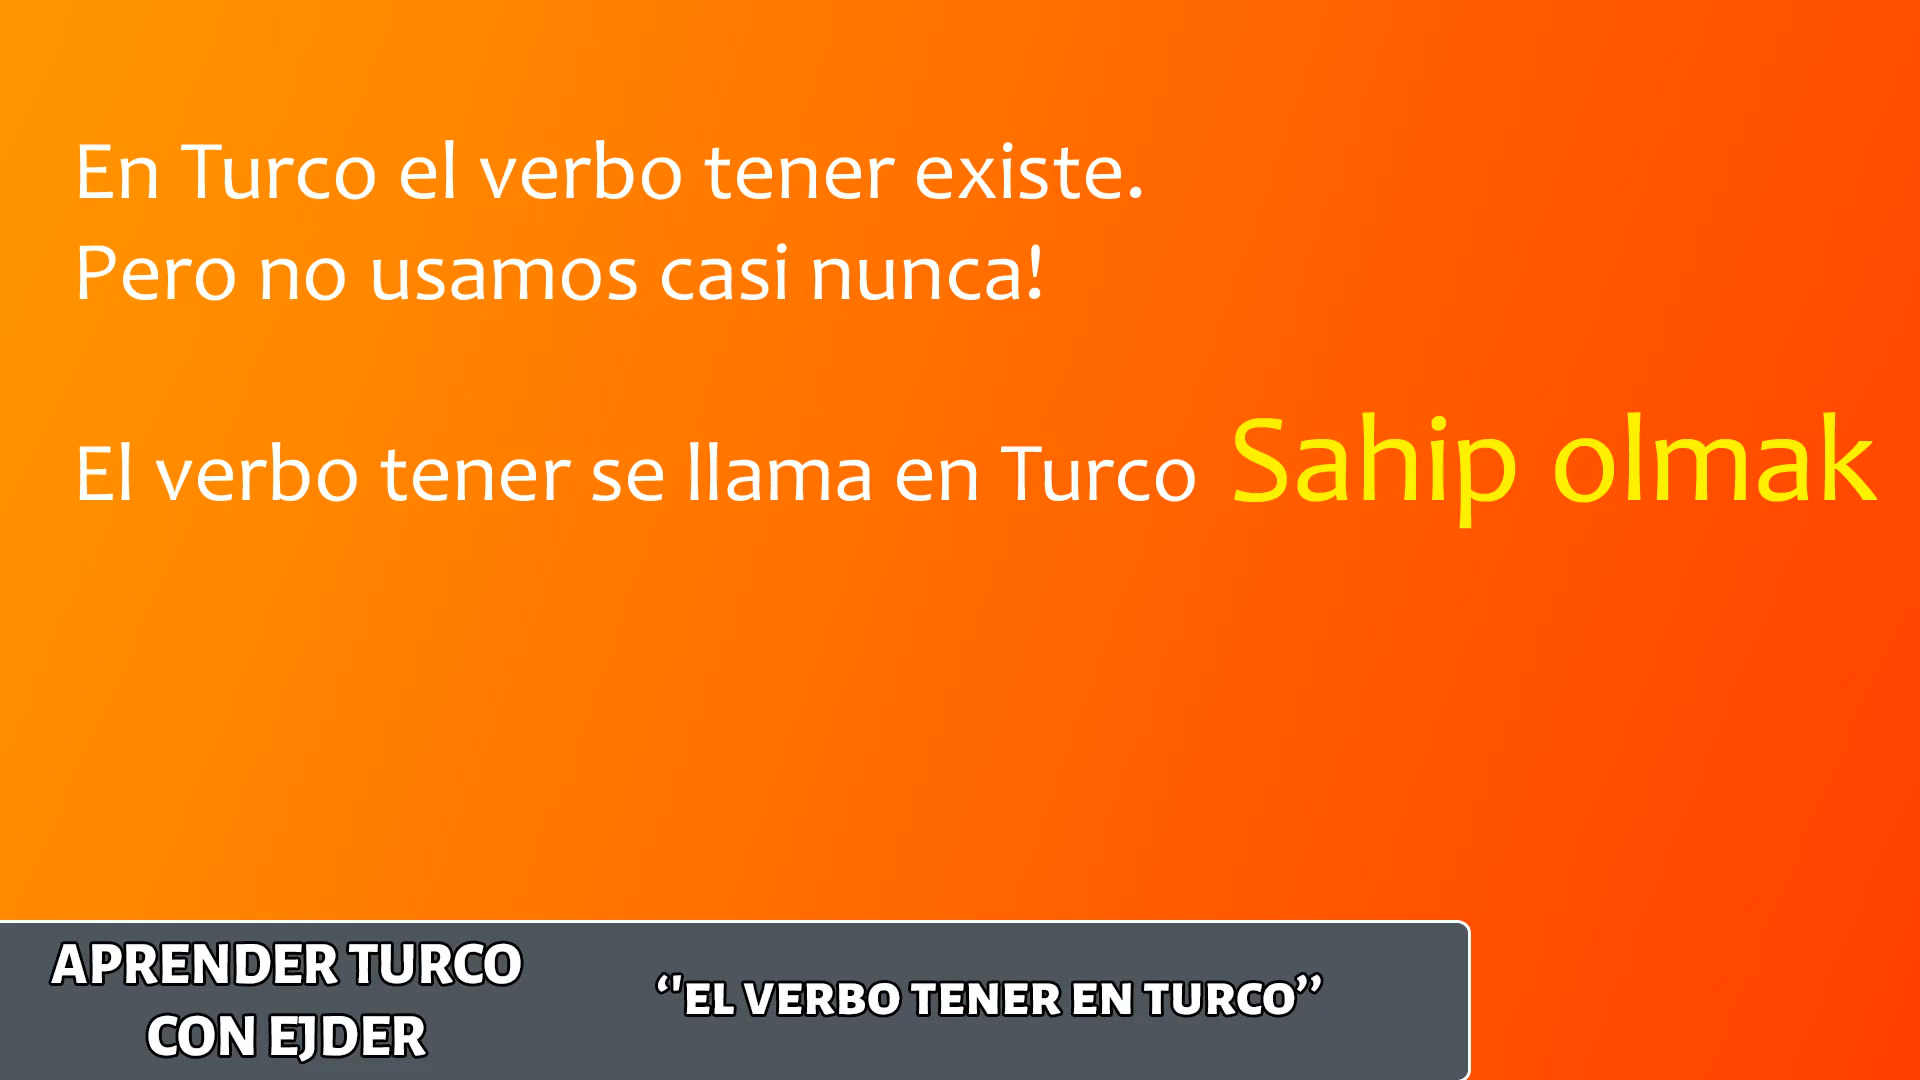 En Turco el verbo tener existe.
Pero no usamos casi nunca!
El verbo tener se llama en Turco Sahip olmak
APRENDER TURCO
CON EJDER
‘'EL VERBO TENER EN TURCO’’